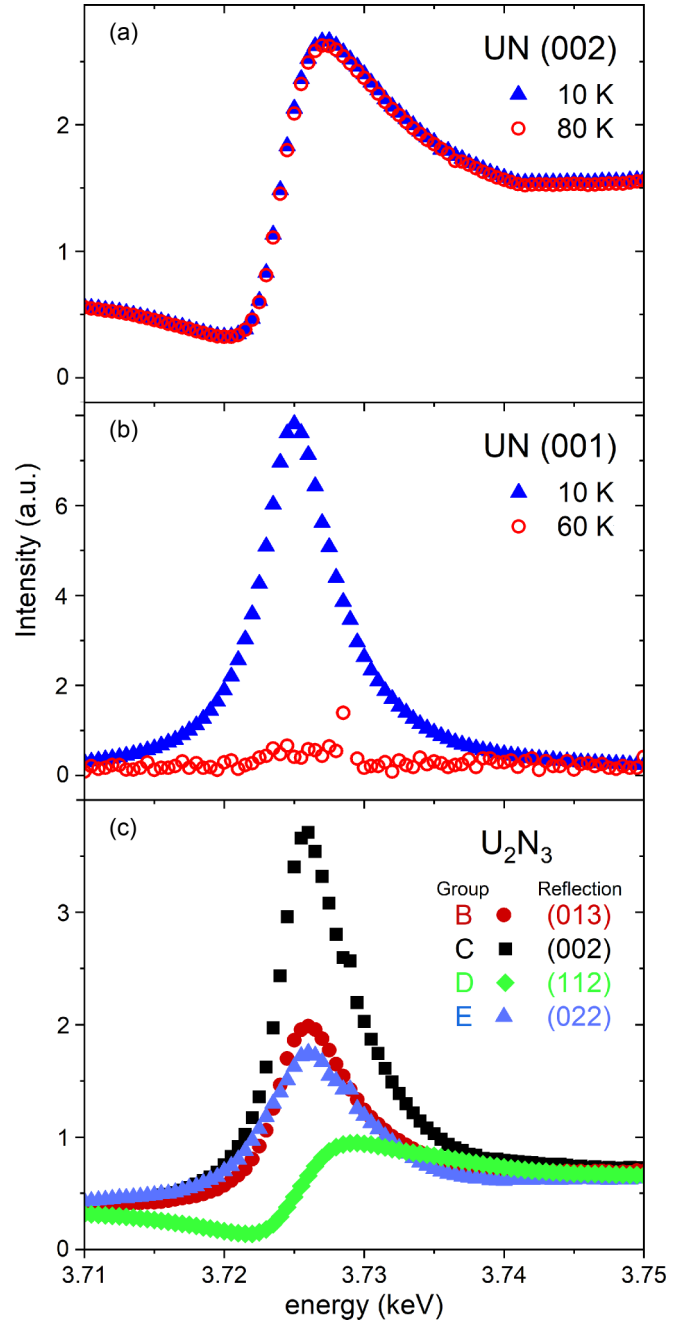 (a)
UN (002)
10 K
80 K
2
1
0
(b)
UN (001)
10 K
60 K
6
4
2
0
Intensity (a.u.)
(c)
U₂N₃
Group Reflection
B (013)
C (002)
D (112)
E (022)
3
2
1
0
3.71 3.72 3.73 3.74 3.75
energy (keV)